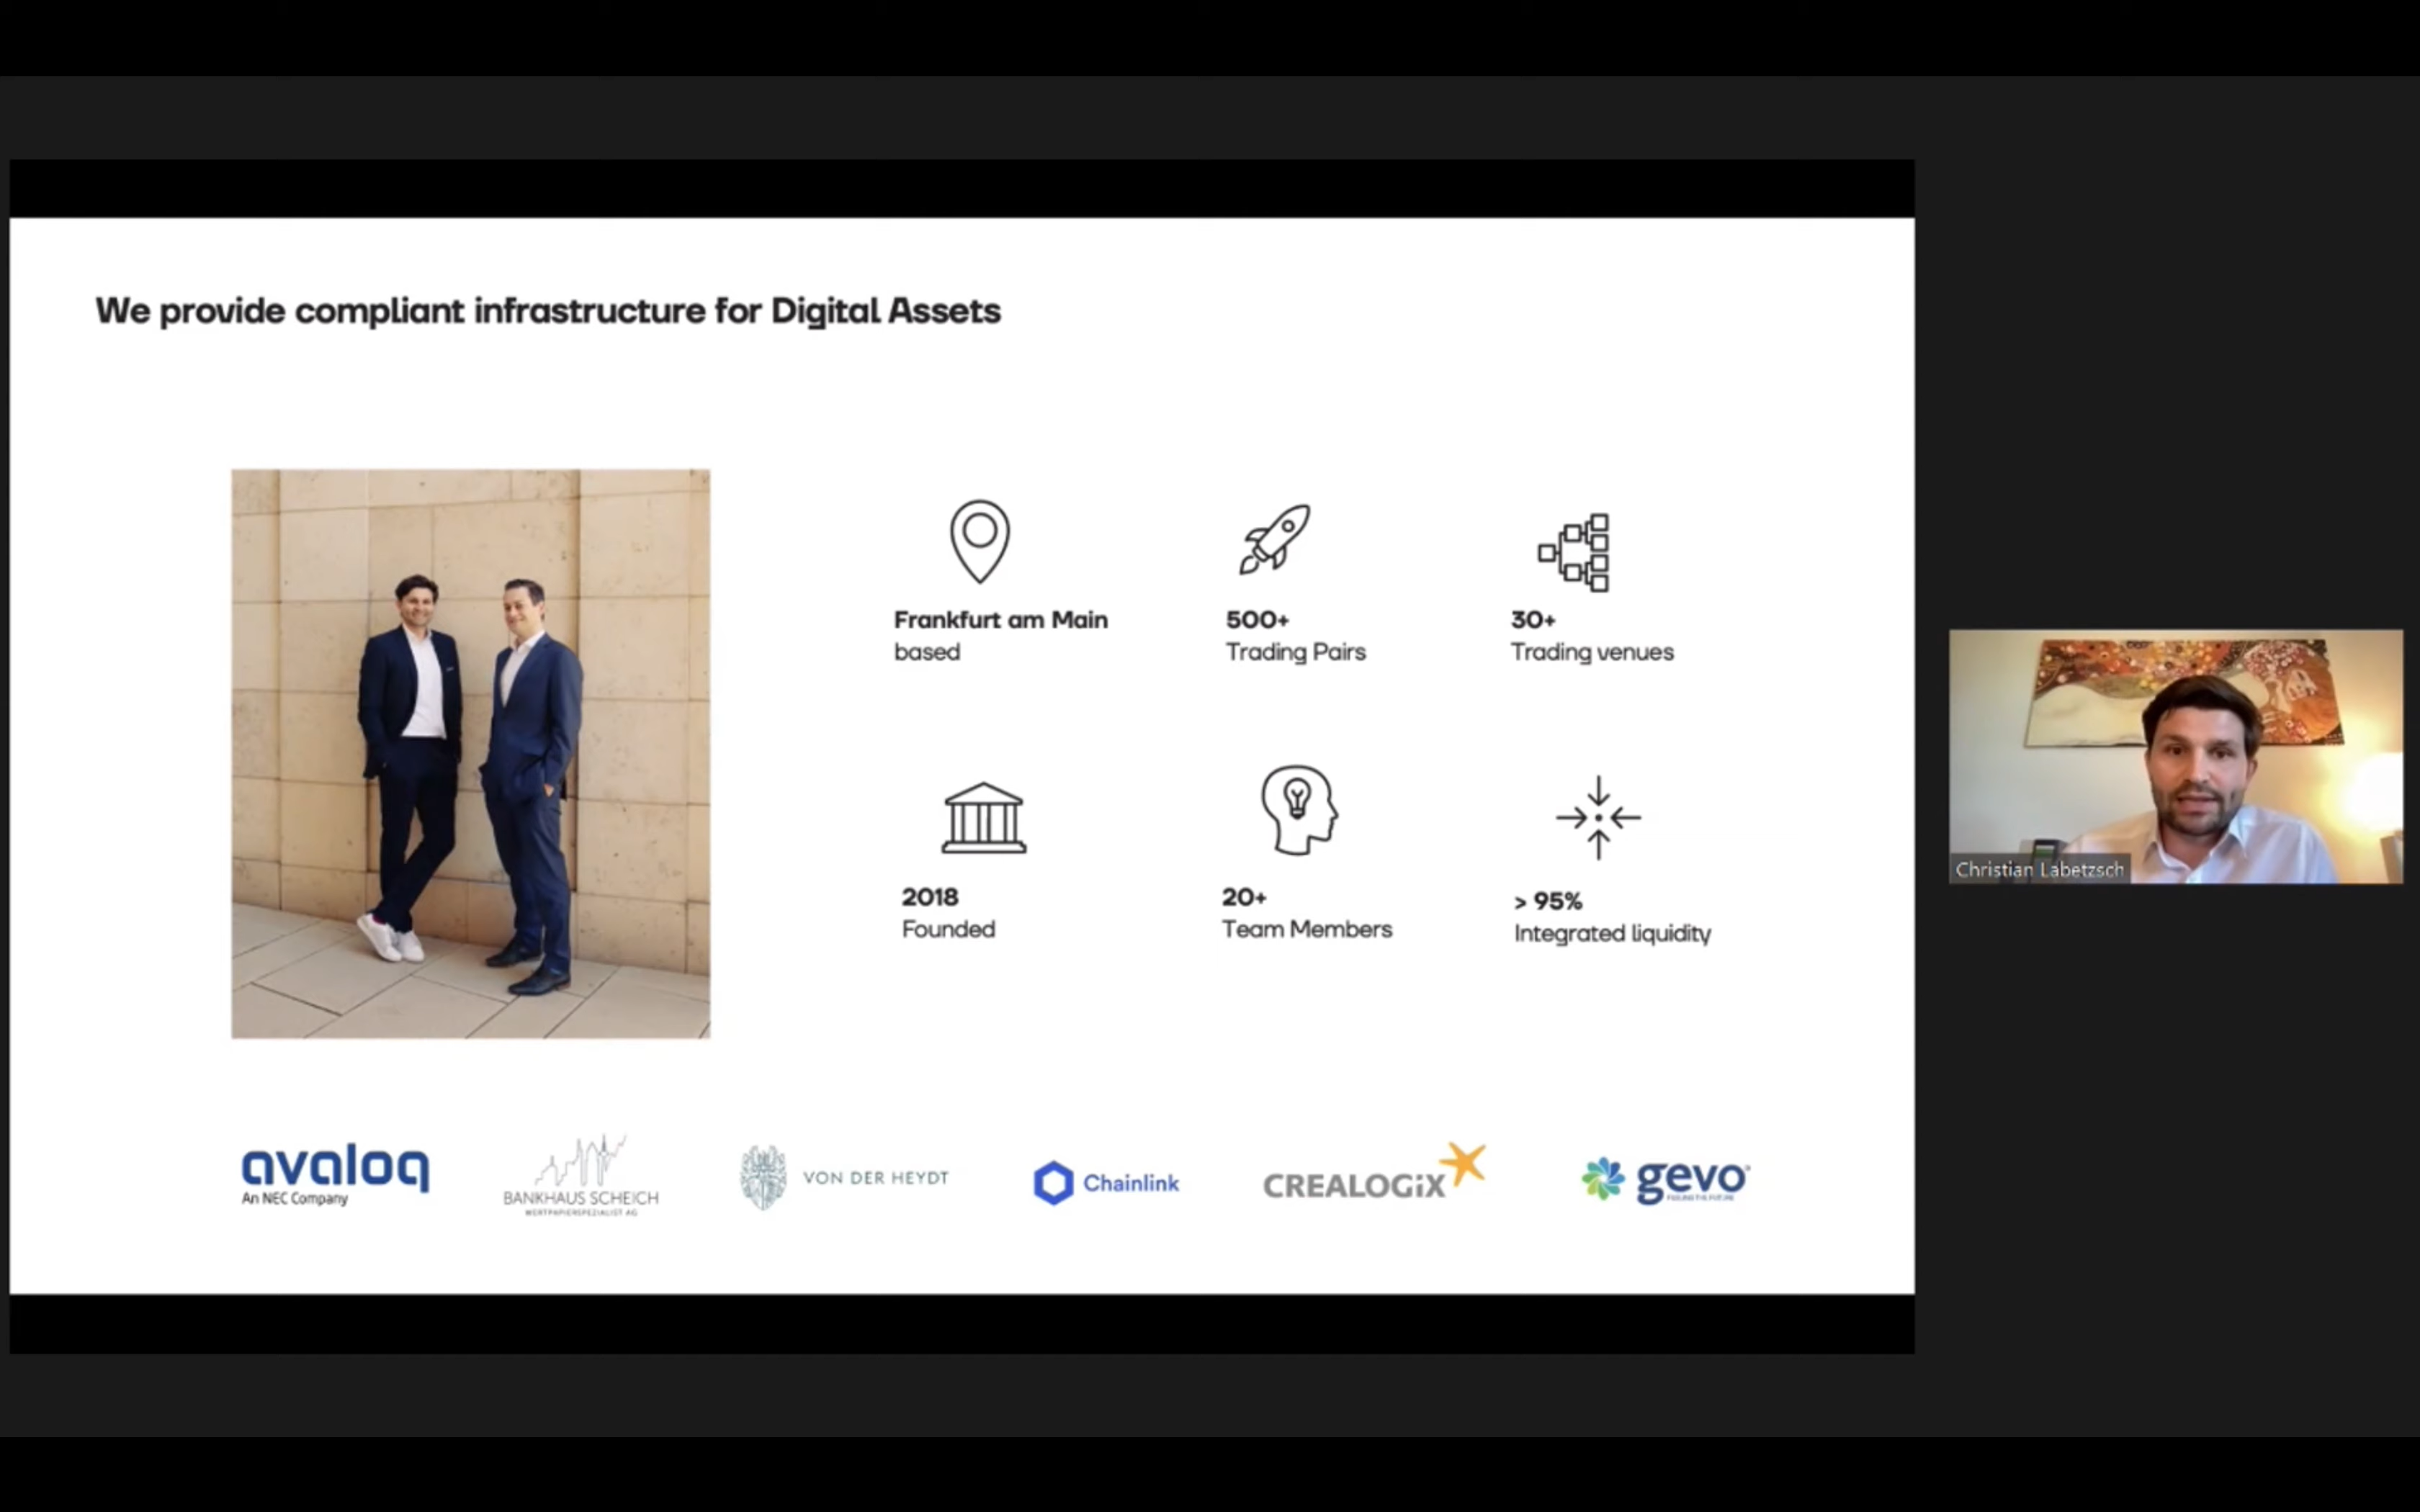 We provide compliant infrastructure for Digital Assets
Frankfurt am Main
based
500+
Trading Pairs
30+
Trading venues
2018
Founded
20+
Team Members
> 95%
Integrated liquidity
Christian Labetzsch
avaloq
An NEC Company
BANKHAUS SCHEICH
WERTPAPIERSPEZIALIST AG
VON DER HEYDT
Chainlink
CREALOGiX
gevo